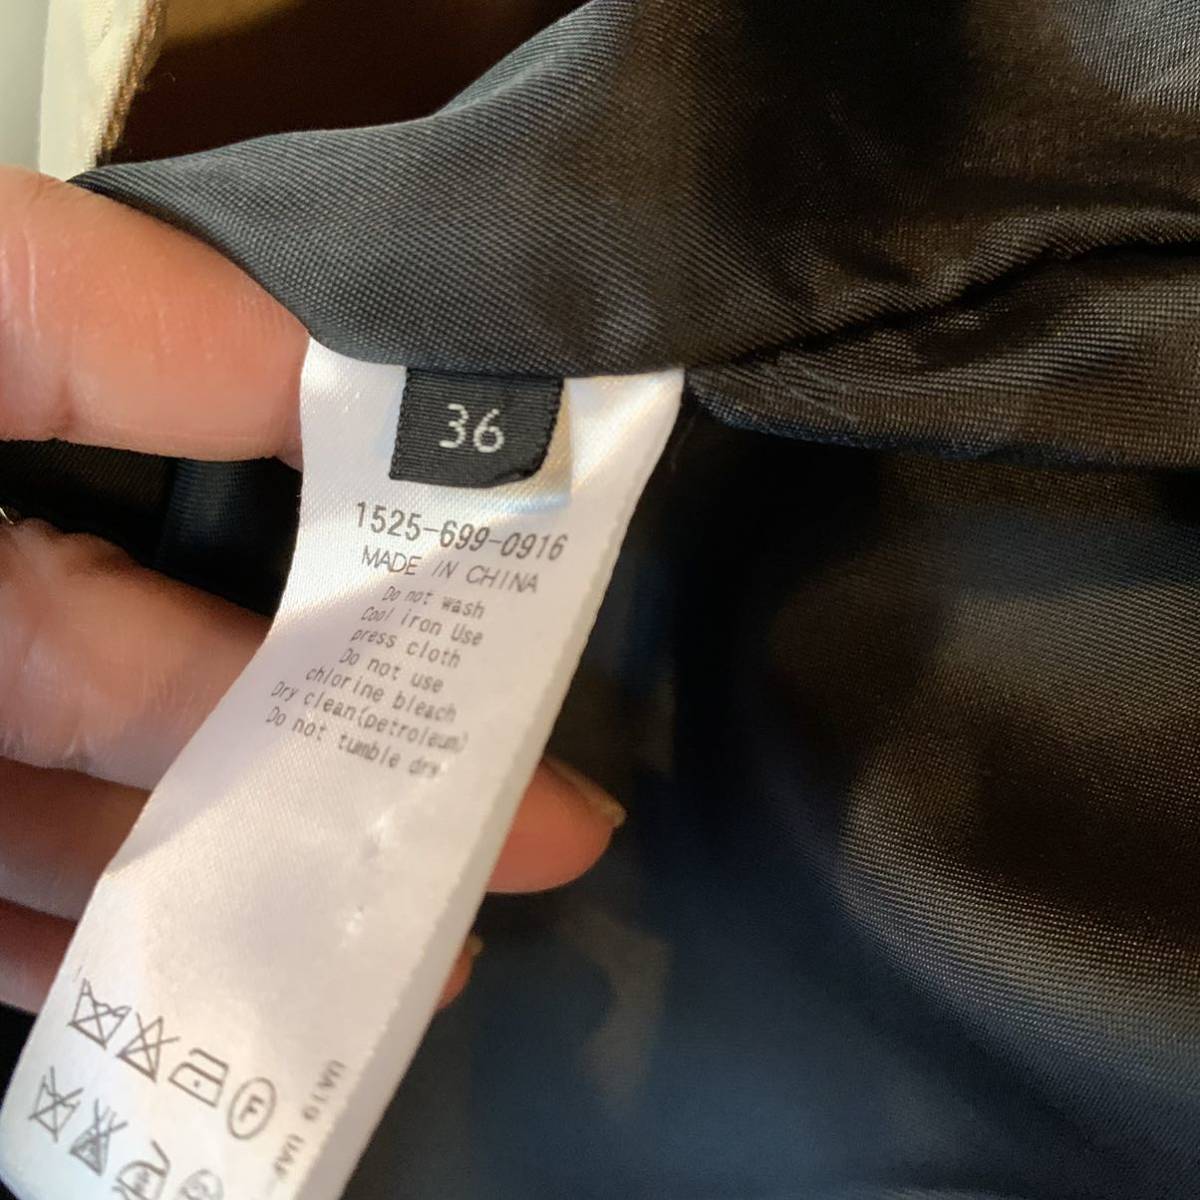 36
1525-699-0916
MADE IN CHINA
Do not wash
Cool iron Use
press cloth
Do not use
chlorine bleach
Dry clean(petroleum)
Do not tumble dry
F